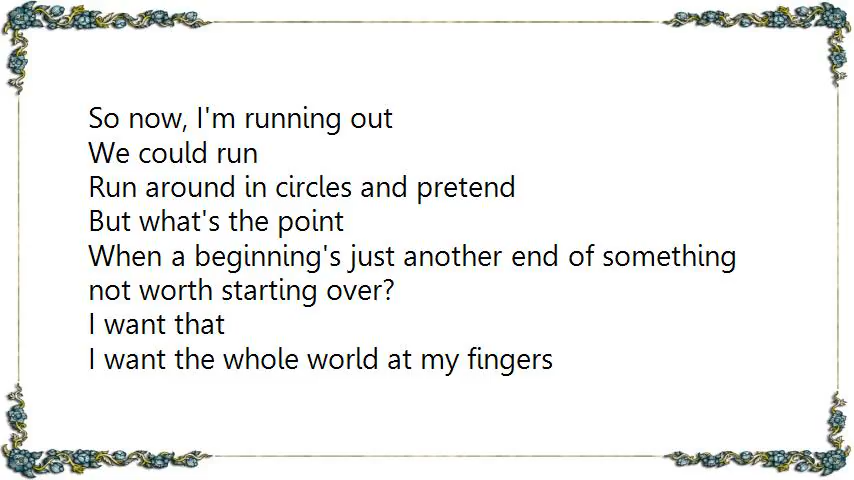 So now, I'm running out
We could run
Run around in circles and pretend
But what's the point
When a beginning's just another end of something
not worth starting over?
I want that
I want the whole world at my fingers